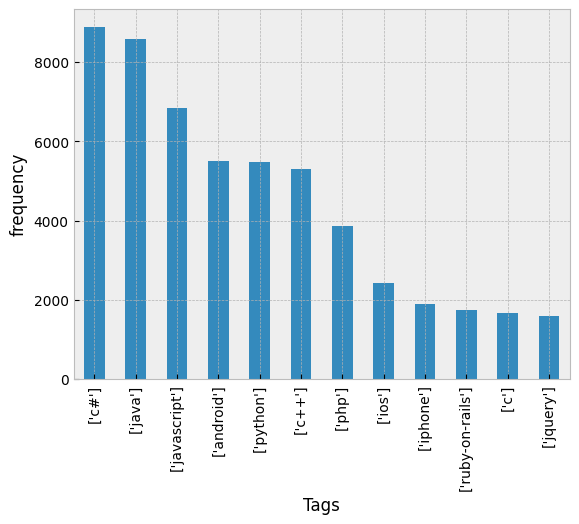 frequency
8000
6000
4000
2000
0
['c#']
['java']
['javascript']
['android']
['python']
['c++']
['php']
['ios']
['iphone']
['ruby-on-rails']
['c']
['jquery']
Tags